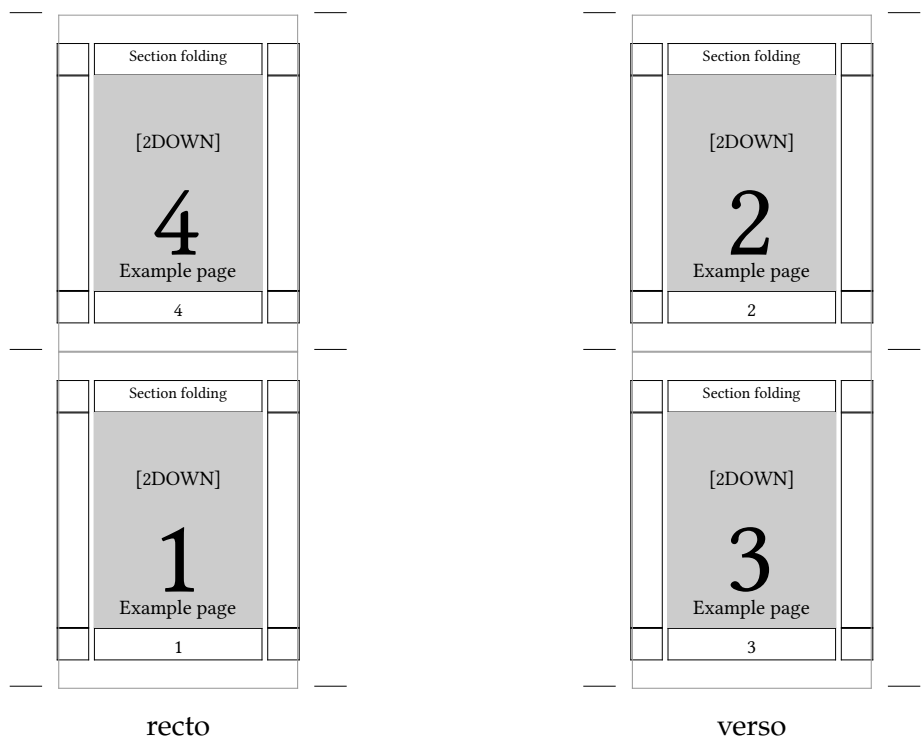 Section folding
[2DOWN]
4
Example page
4
Section folding
[2DOWN]
1
Example page
1
recto
Section folding
[2DOWN]
2
Example page
2
Section folding
[2DOWN]
3
Example page
3
verso